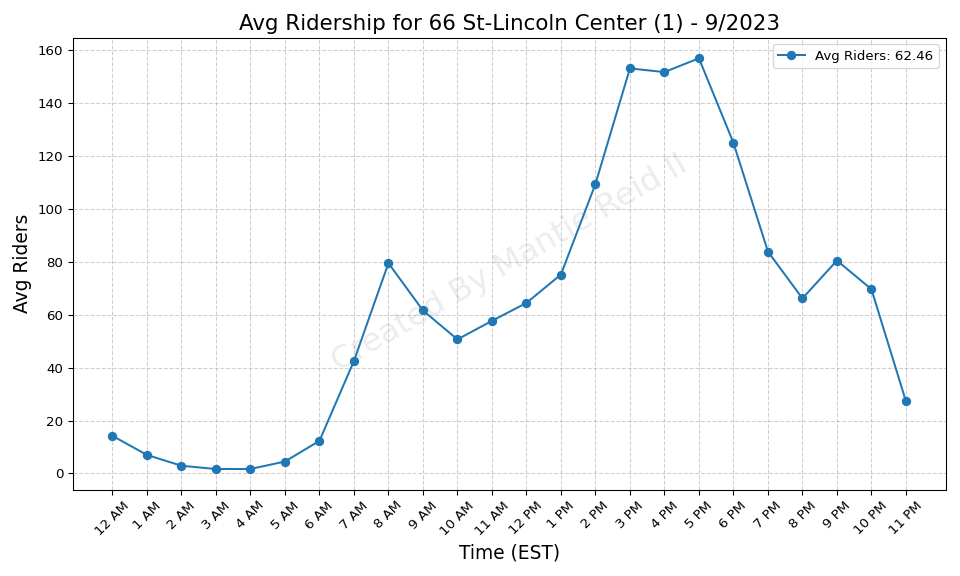 Avg Ridership for 66 St-Lincoln Center (1) - 9/2023
Avg Riders: 62.46
Avg Riders
160
140
120
100
80
60
40
20
0
Created By Mantic Reid II
12 AM
1 AM
2 AM
3 AM
4 AM
5 AM
6 AM
7 AM
8 AM
9 AM
10 AM
11 AM
12 PM
1 PM
2 PM
3 PM
4 PM
5 PM
6 PM
7 PM
8 PM
9 PM
10 PM
11 PM
Time (EST)